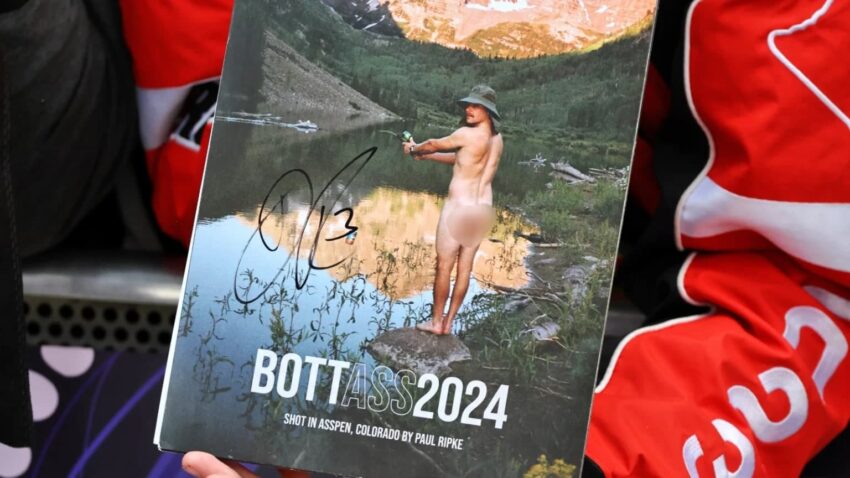 BOTTASS2024
SHOT IN ASSPEN, COLORADO BY PAUL RIPKE